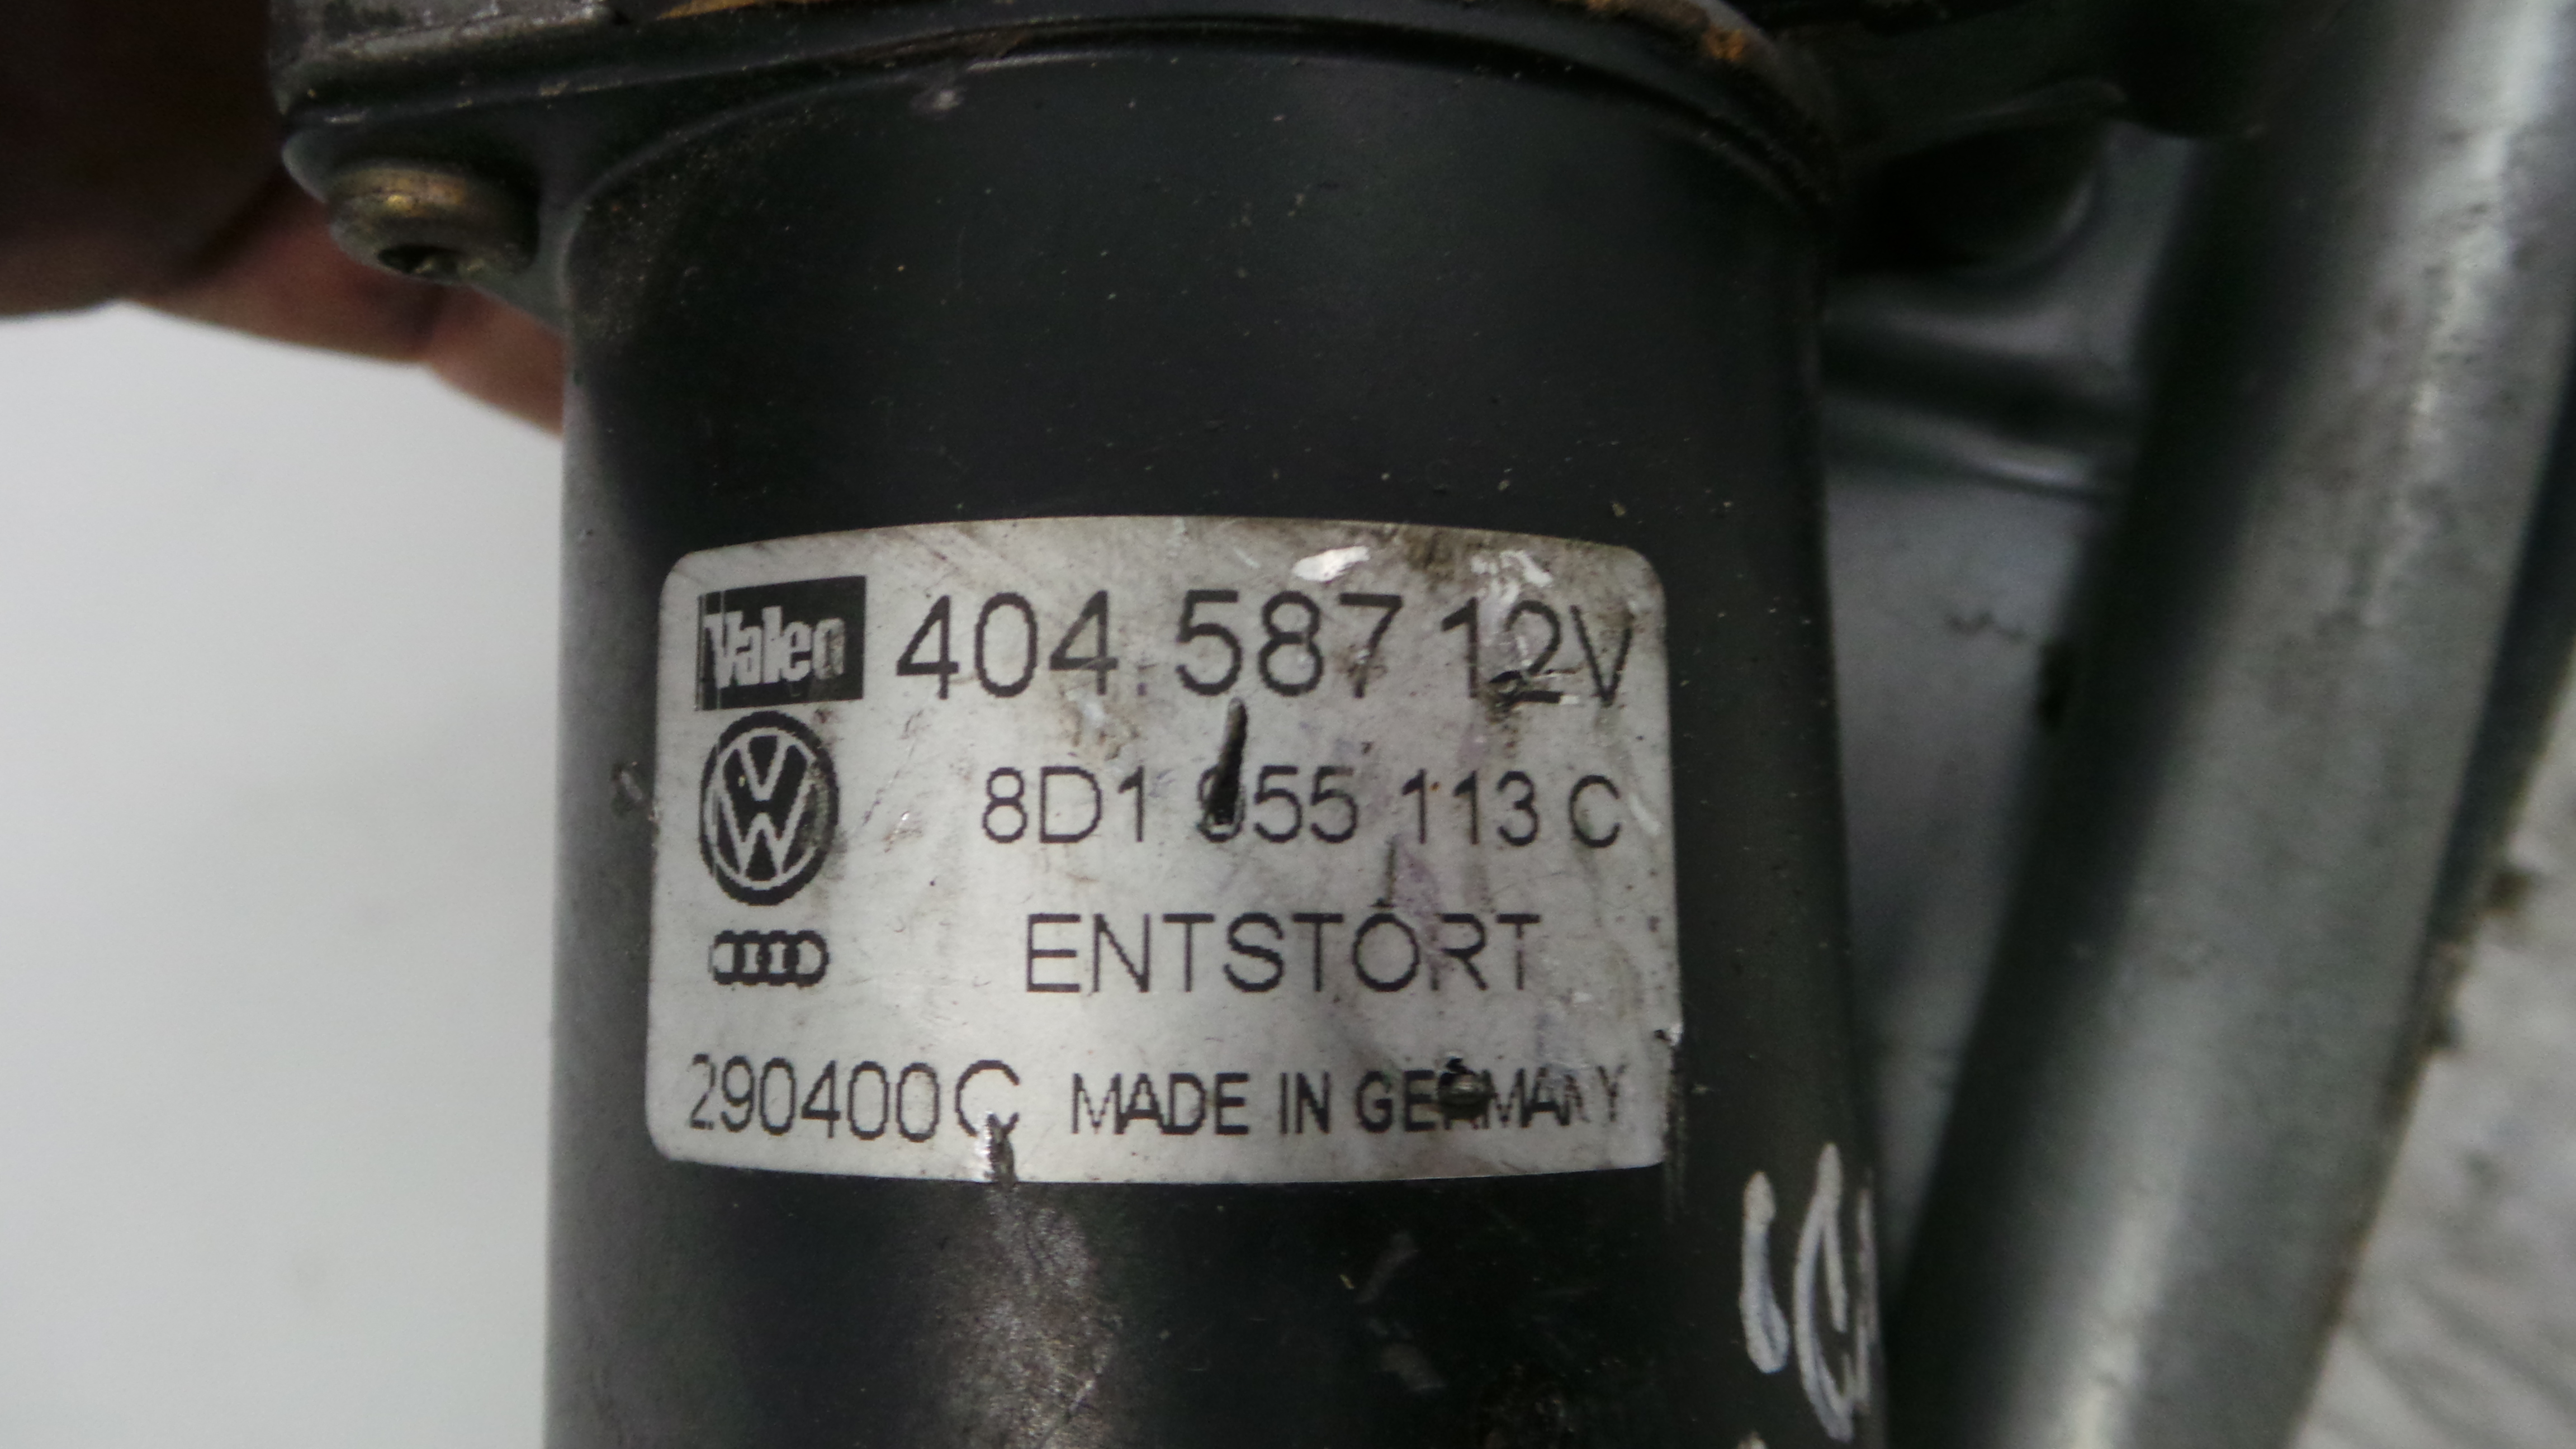 Valeo 404.587 12V
8D1 955 113 C
ENTSTÖRT
290400C MADE IN GERMANY